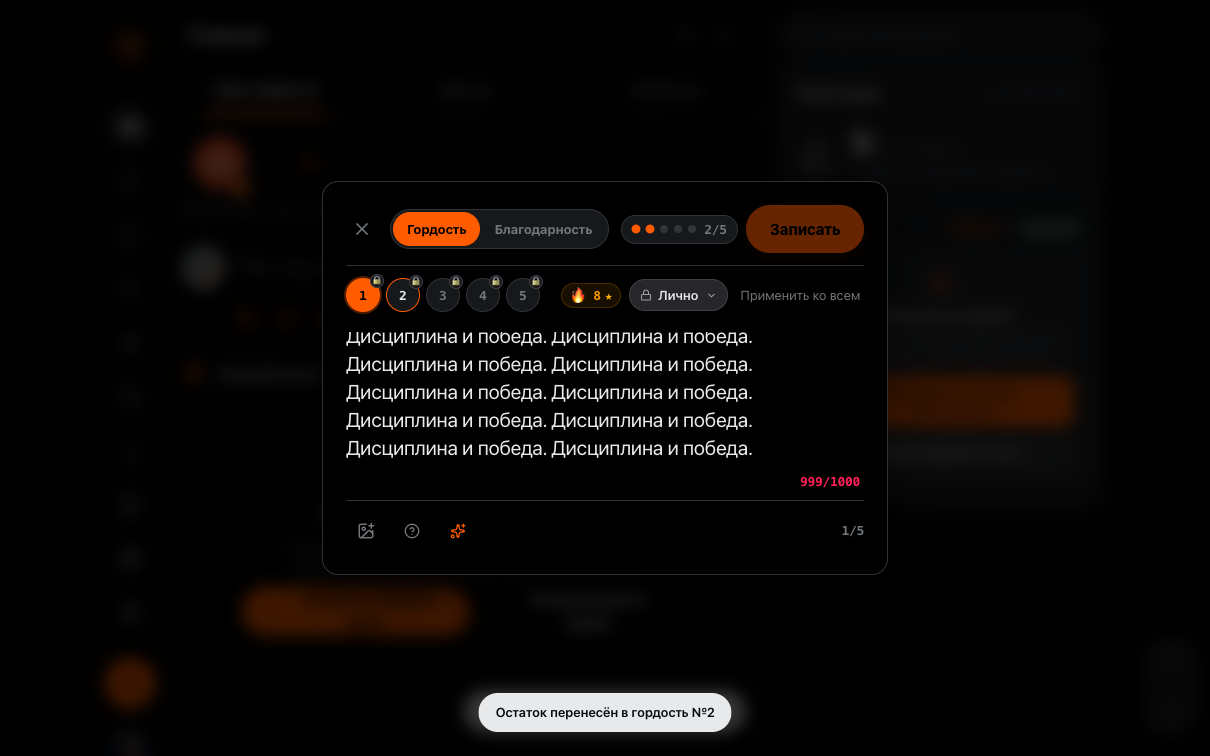 Гордость Благодарность 2/5 Записать
1 2 3 4 5 8 Лично Применить ко всем
Дисциплина и победа. Дисциплина и победа.
Дисциплина и победа. Дисциплина и победа.
Дисциплина и победа. Дисциплина и победа.
Дисциплина и победа. Дисциплина и победа.
Дисциплина и победа. Дисциплина и победа.
999/1000
1/5
Остаток перенесён в гордость №2